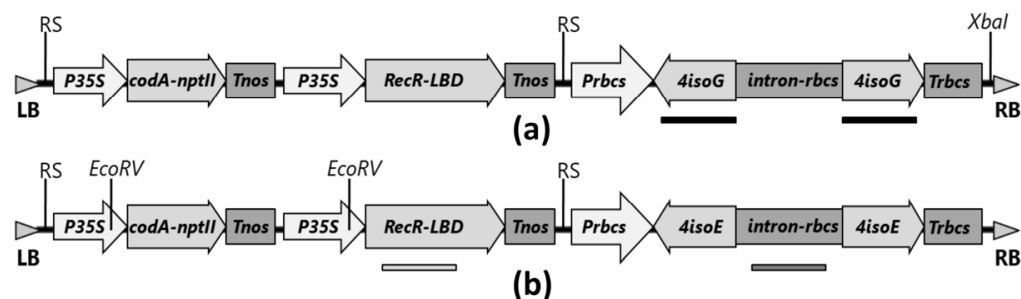 RS RS XbaI
P35S codA-nptII Tnos P35S RecR-LBD Tnos Prbcs 4isoG intron-rbcs 4isoG Trbcs
LB RB
(a)
RS EcoRV EcoRV RS
P35S codA-nptII Tnos P35S RecR-LBD Tnos Prbcs 4isoE intron-rbcs 4isoE Trbcs
LB RB
(b)